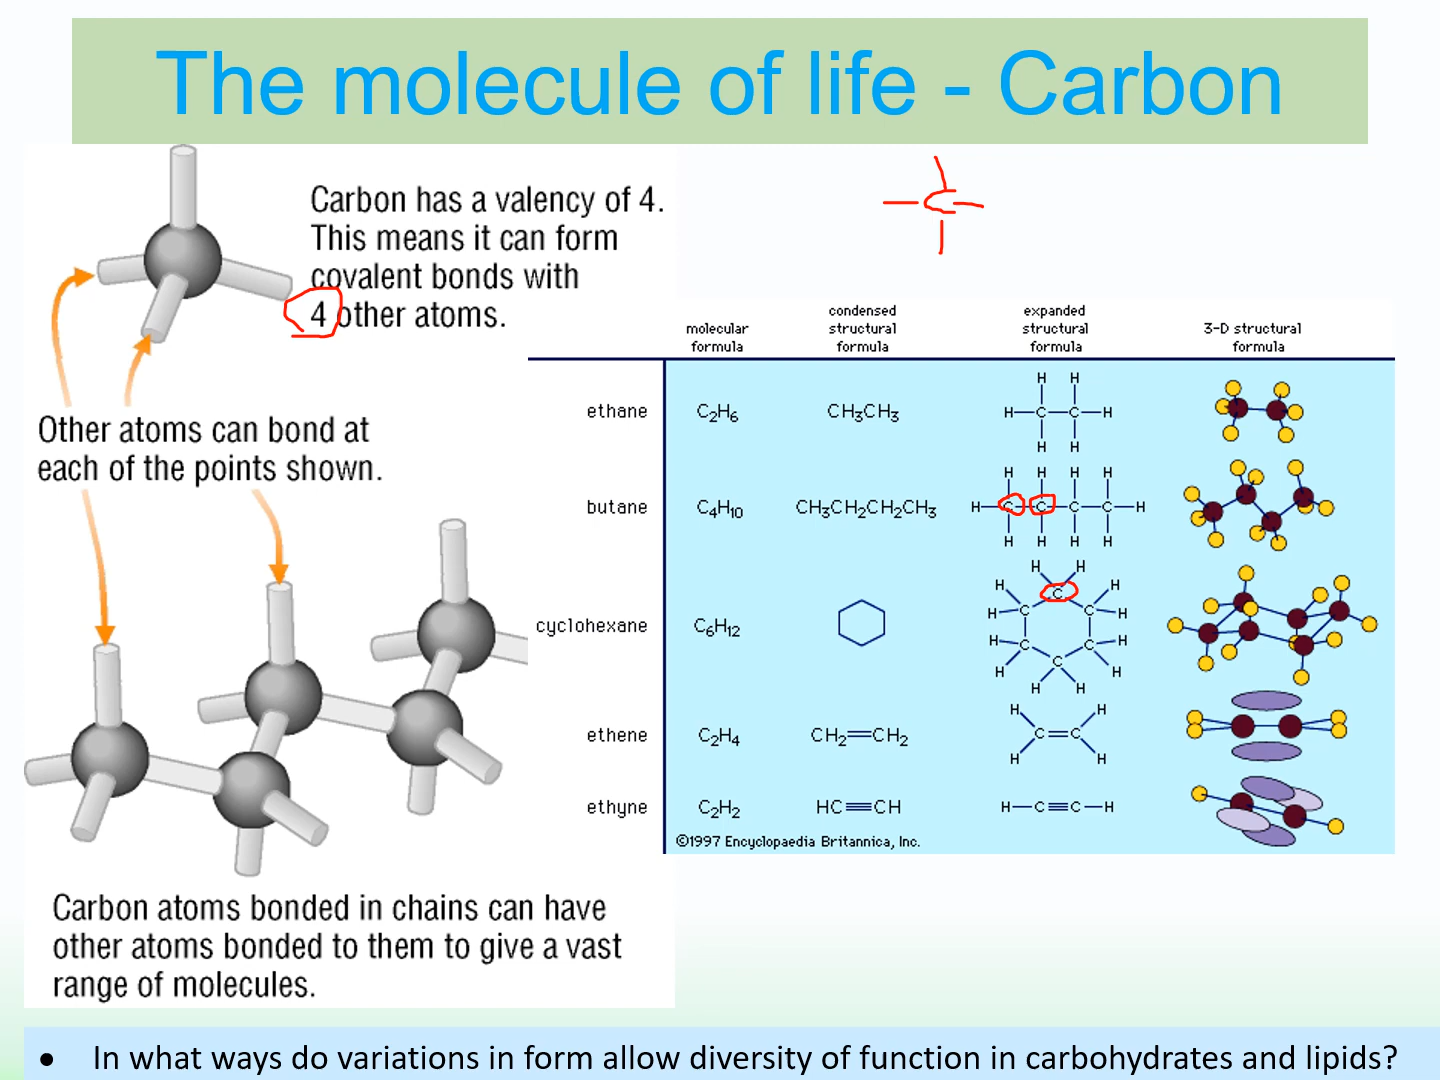 The molecule of life - Carbon
Carbon has a valency of 4.
This means it can form
covalent bonds with
4 other atoms.
C
Other atoms can bond at
each of the points shown.
Carbon atoms bonded in chains can have
other atoms bonded to them to give a vast
range of molecules.
molecular
formula
condensed
structural
formula
expanded
structural
formula
3-D structural
formula
ethane C₂H₆ CH₃CH₃
H H
H—C—C—H
H H
butane C₄H₁₀ CH₃CH₂CH₂CH₃
H H H H
H—C—C—C—C—H
H H H H
cyclohexane C₆H₁₂
H H
H C H
H C C H
H C C H
H C H
H H
ethene C₂H₄ CH₂═CH₂
H H
C=C
H H
ethyne C₂H₂ HC≡CH H—C≡C—H
©1997 Encyclopaedia Britannica, Inc.
• In what ways do variations in form allow diversity of function in carbohydrates and lipids?